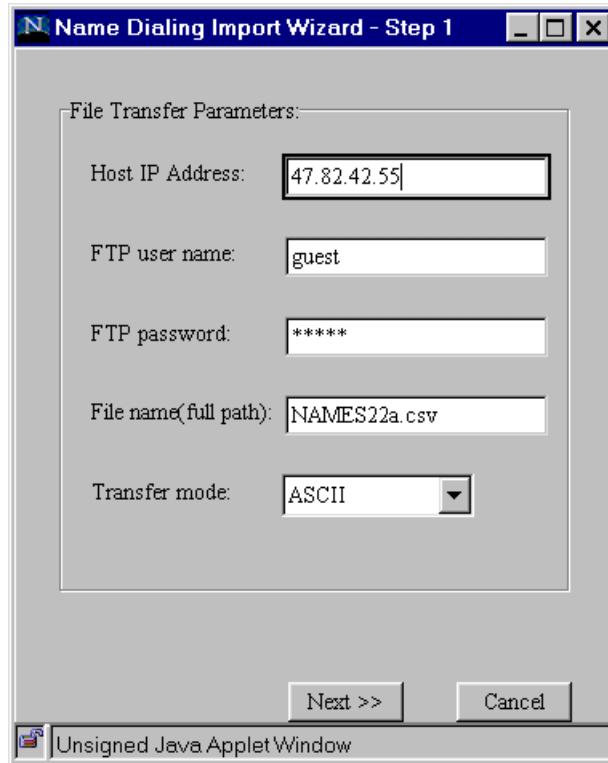 N Name Dialing Import Wizard - Step 1
File Transfer Parameters:
Host IP Address: 47.82.42.55
FTP user name: guest
FTP password: *****
File name(full path): NAMES22a.csv
Transfer mode: ASCII
Next >> Cancel
Unsigned Java Applet Window